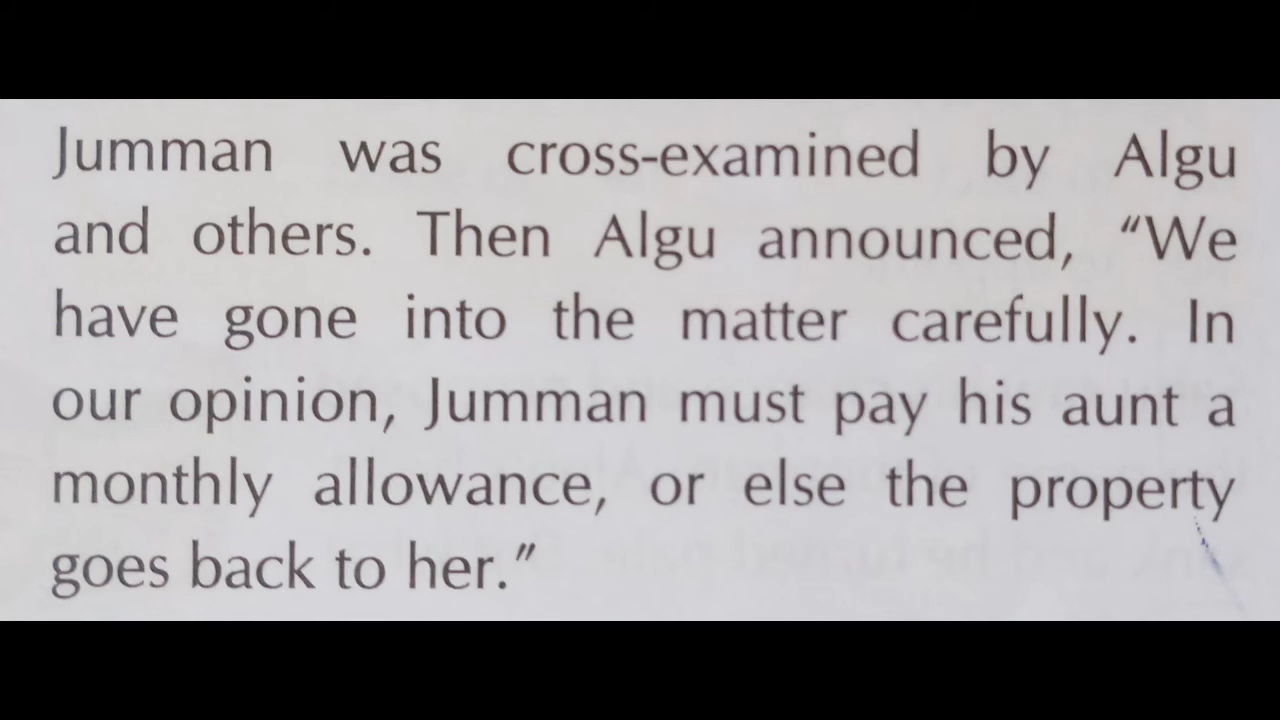 Jumman was cross-examined by Algu
and others. Then Algu announced, “We
have gone into the matter carefully. In
our opinion, Jumman must pay his aunt a
monthly allowance, or else the property
goes back to her.”